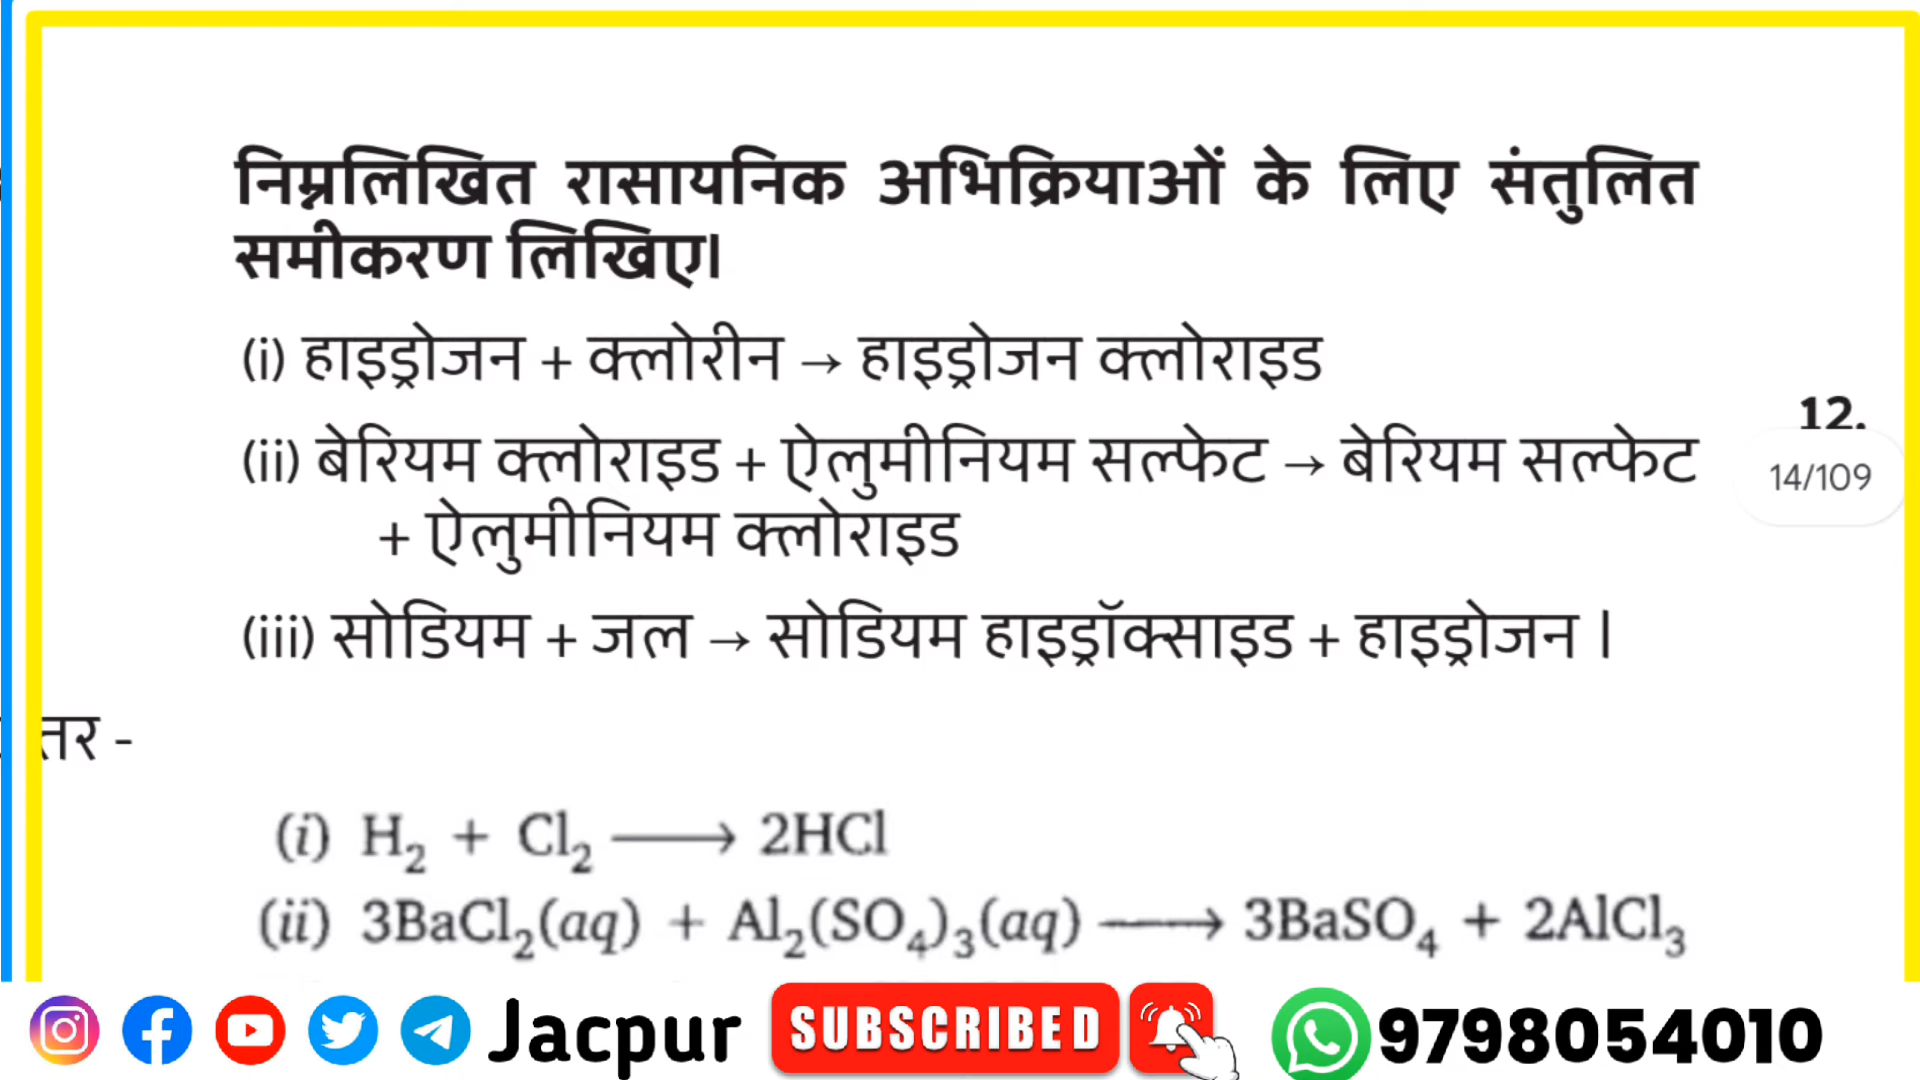 निम्नलिखित रासायनिक अभिक्रियाओं के लिए संतुलित
समीकरण लिखिए।
(i) हाइड्रोजन + क्लोरीन → हाइड्रोजन क्लोराइड
(ii) बेरियम क्लोराइड + ऐलुमीनियम सल्फेट → बेरियम सल्फेट
+ ऐलुमीनियम क्लोराइड
(iii) सोडियम + जल → सोडियम हाइड्रॉक्साइड + हाइड्रोजन ।
12.
14/109
तर -
(i) H₂ + Cl₂ ⟶ 2HCl
(ii) 3BaCl₂(aq) + Al₂(SO₄)₃(aq) ⟶ 3BaSO₄ + 2AlCl₃
Jacpur SUBSCRIBED 9798054010